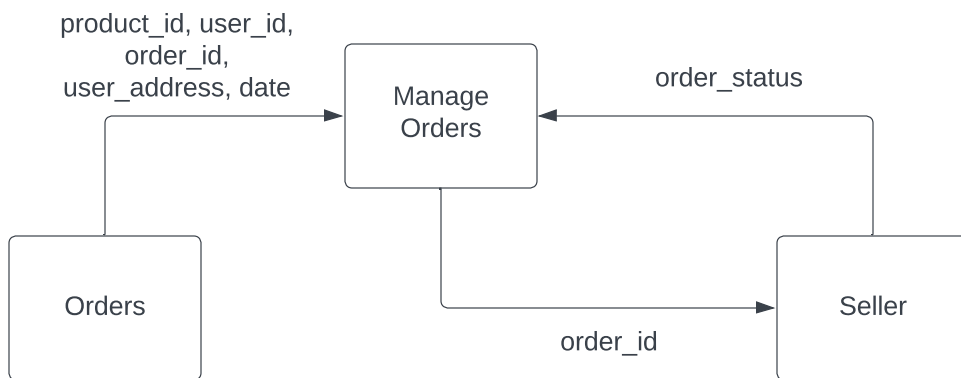 product_id, user_id,
order_id,
user_address, date
Manage
Orders
order_status
Orders
Seller
order_id